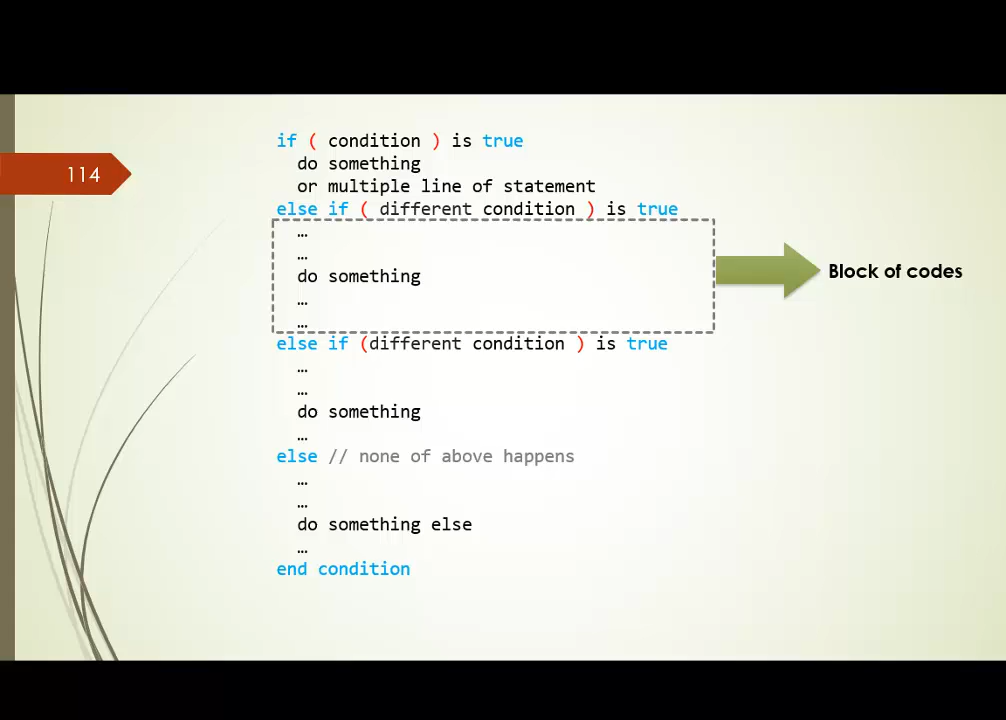 114
if ( condition ) is true
do something
or multiple line of statement
else if ( different condition ) is true
…
…
do something
…
…
Block of codes
else if (different condition ) is true
…
…
do something
…
else // none of above happens
…
…
do something else
…
end condition